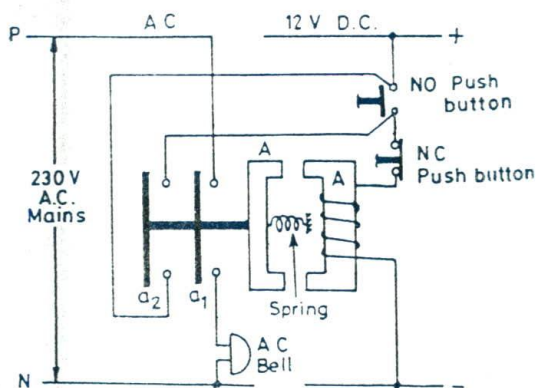 P
A C
12 V D.C.
+
NO Push
button
A
A
NC
Push button
230 V
A.C.
Mains
a2
a1
Spring
A C
Bell
N
−